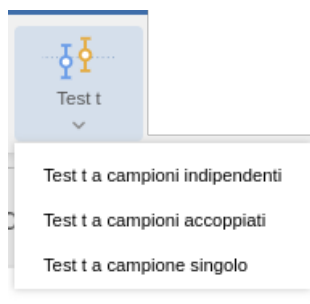 Test t
Test t a campioni indipendenti
Test t a campioni accoppiati
Test t a campione singolo